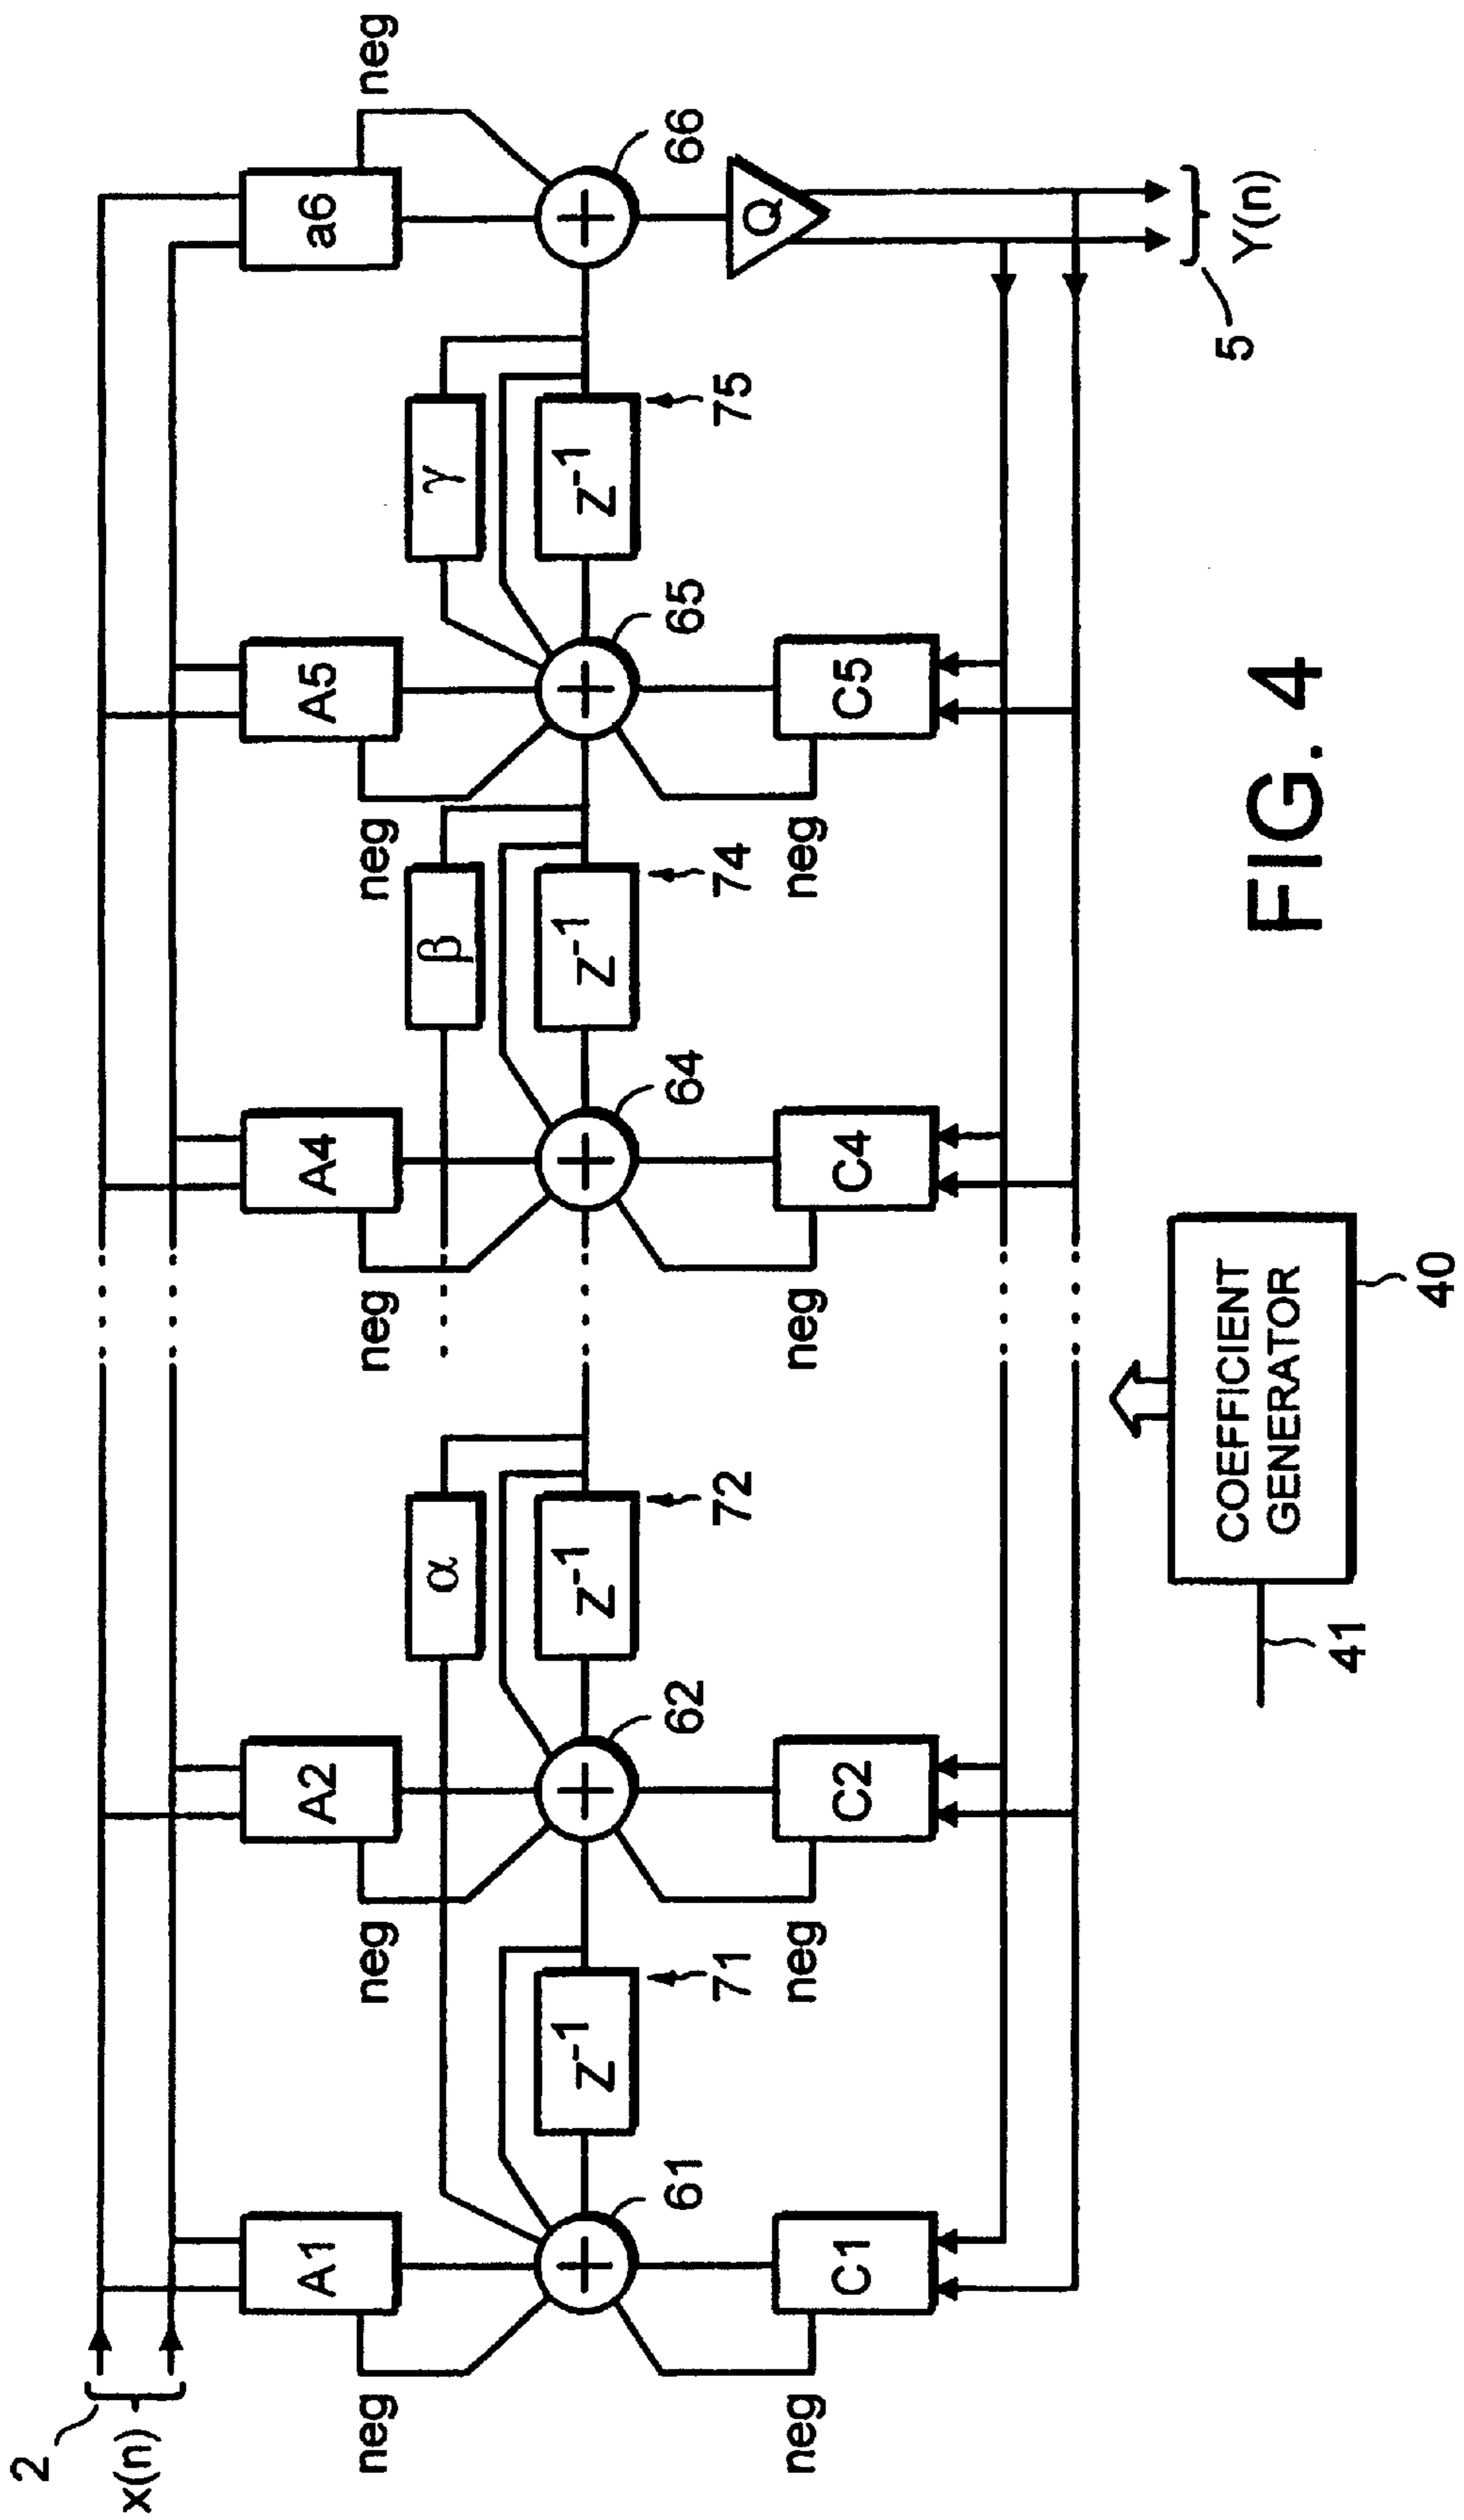 2
x(n)
A1
A2
A4
A5
a6
neg
neg
neg
neg
neg
α
β
γ
z-1
z-1
z-1
z-1
61
71
62
72
64
74
65
75
66
Q
C1
C2
C4
C5
neg
neg
neg
neg
5
Y(n)
41
COEFFICIENT
GENERATOR
40
FIG. 4